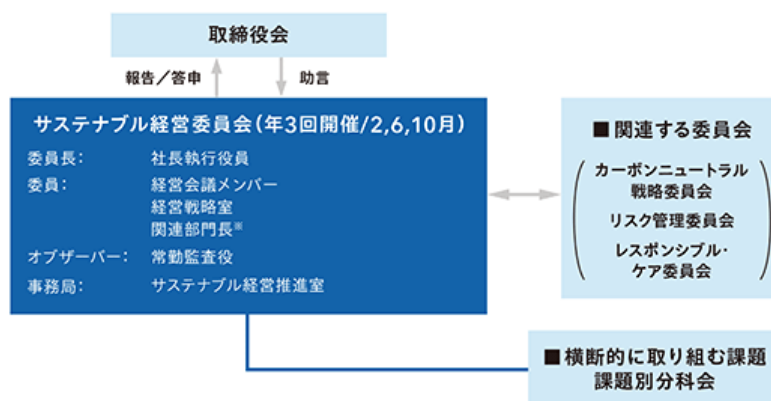 取締役会
報告／答申
助言
サステナブル経営委員会(年3回開催/2,6,10月)
委員長： 社長執行役員
委員： 経営会議メンバー
経営戦略室
関連部門長※
オブザーバー： 常勤監査役
事務局： サステナブル経営推進室
■関連する委員会
カーボンニュートラル
戦略委員会
リスク管理委員会
レスポンシブル・
ケア委員会
■横断的に取り組む課題
課題別分科会